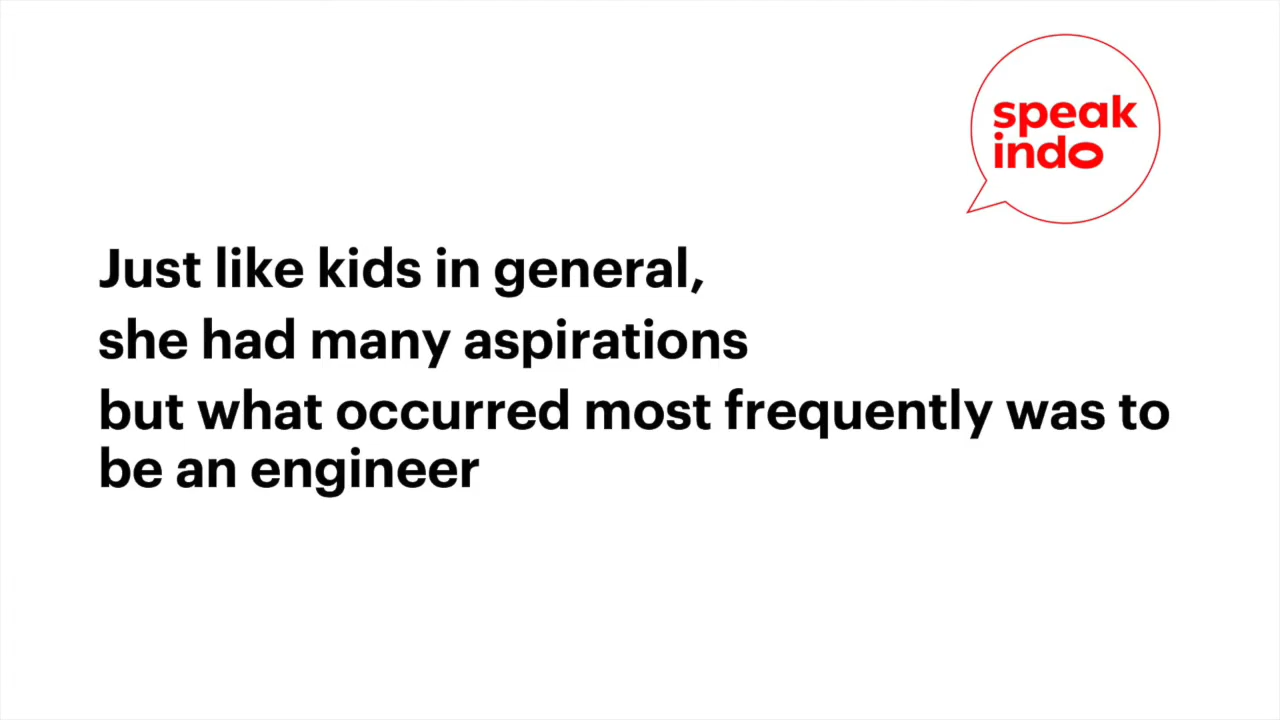 speak
indo
Just like kids in general,
she had many aspirations
but what occurred most frequently was to
be an engineer